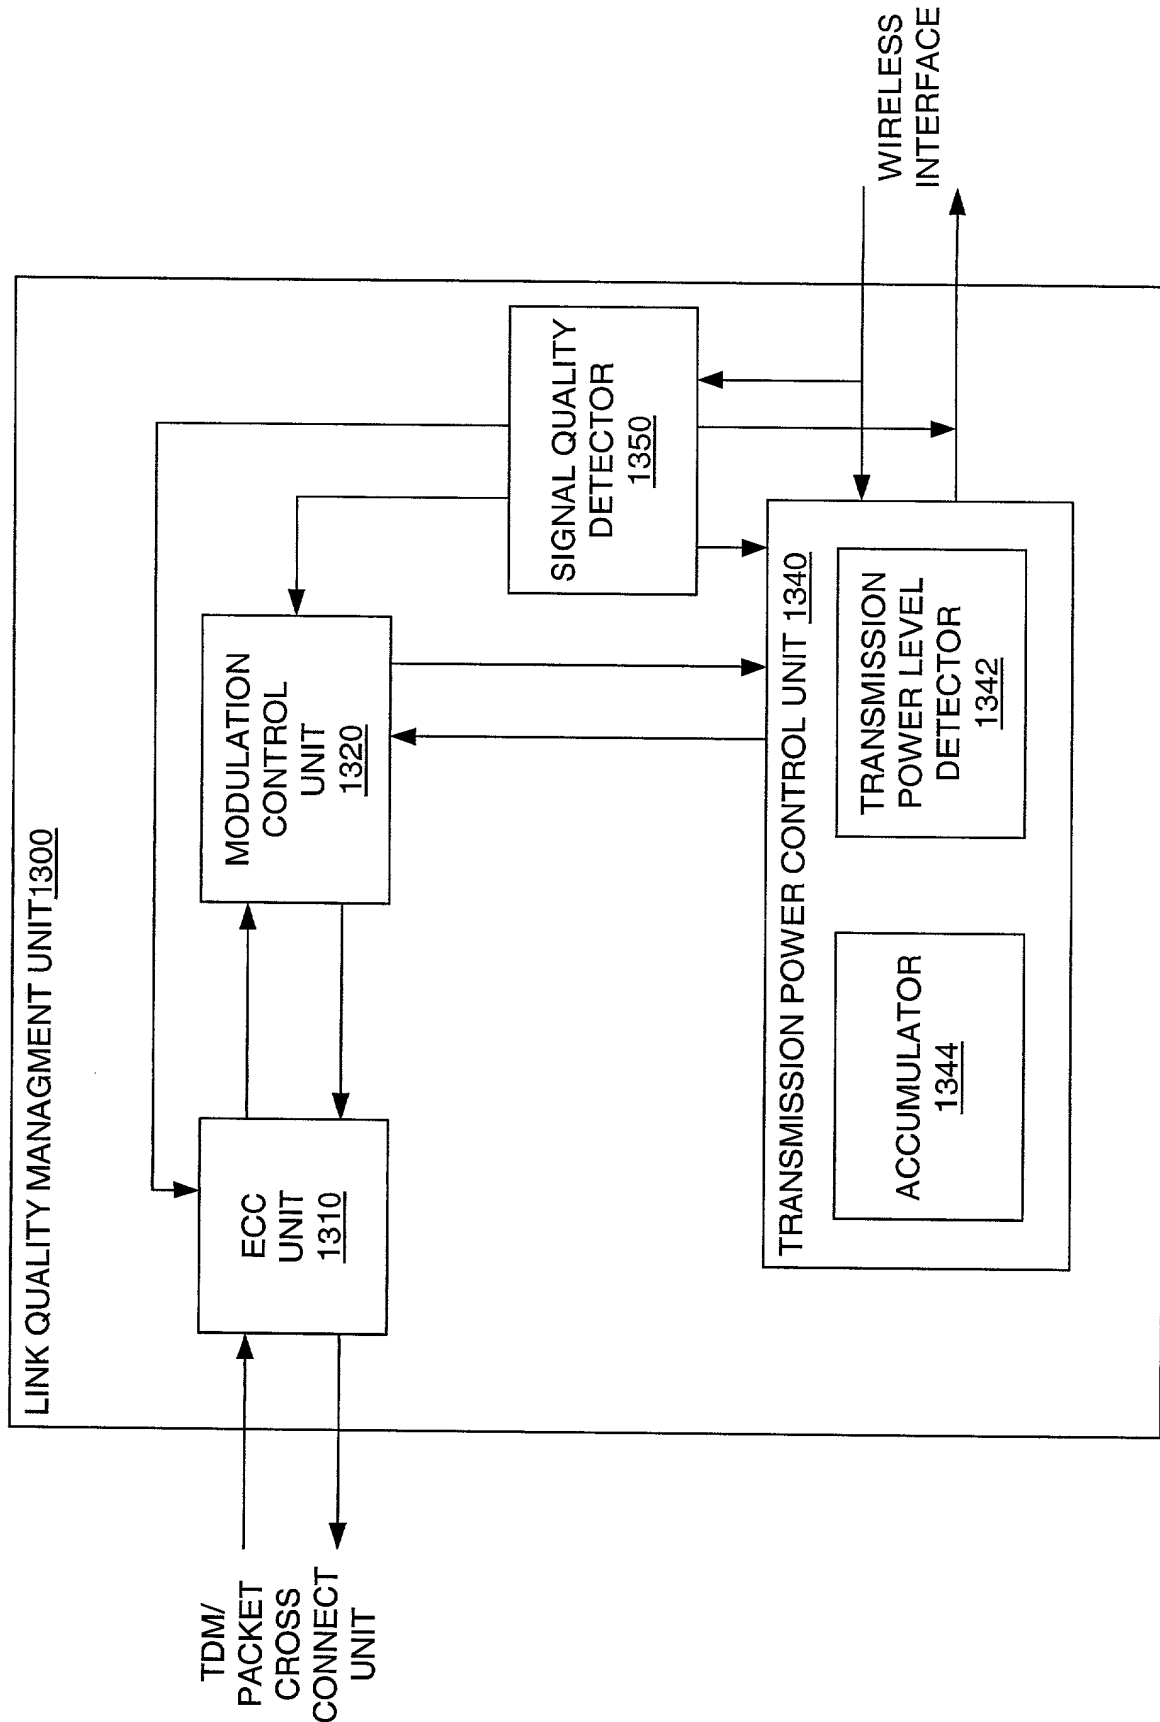 LINK QUALITY MANAGMENT UNIT1300
TDM/
PACKET
CROSS
CONNECT
UNIT
ECC
UNIT
1310
MODULATION
CONTROL
UNIT
1320
SIGNAL QUALITY
DETECTOR
1350
TRANSMISSION POWER CONTROL UNIT 1340
ACCUMULATOR
1344
TRANSMISSION
POWER LEVEL
DETECTOR
1342
WIRELESS
INTERFACE